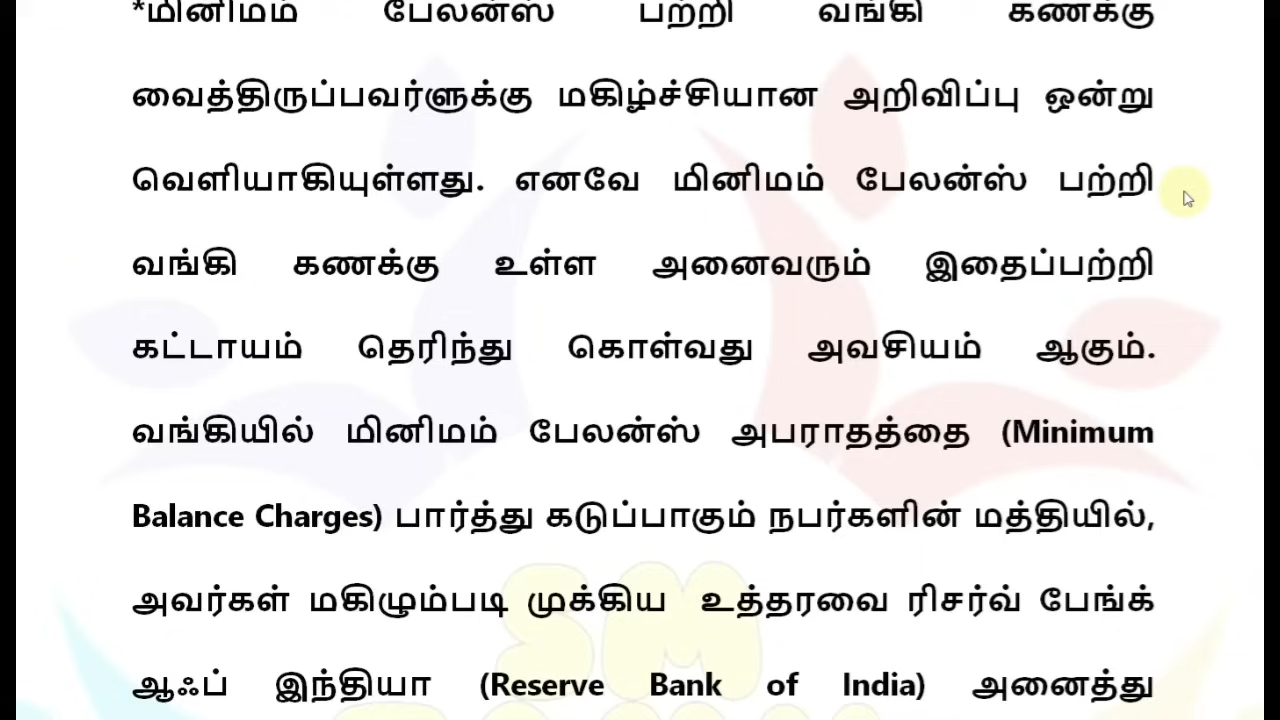 *மினிமம் பேலன்ஸ் பற்றி வங்கி கணக்கு
வைத்திருப்பவர்ளுக்கு மகிழ்ச்சியான அறிவிப்பு ஒன்று
வெளியாகியுள்ளது. எனவே மினிமம் பேலன்ஸ் பற்றி
வங்கி கணக்கு உள்ள அனைவரும் இதைப்பற்றி
கட்டாயம் தெரிந்து கொள்வது அவசியம் ஆகும்.
வங்கியில் மினிமம் பேலன்ஸ் அபராதத்தை (Minimum
Balance Charges) பார்த்து கடுப்பாகும் நபர்களின் மத்தியில்,
அவர்கள் மகிழும்படி முக்கிய உத்தரவை ரிசர்வ் பேங்க்
ஆஃப் இந்தியா (Reserve Bank of India) அனைத்து
SM